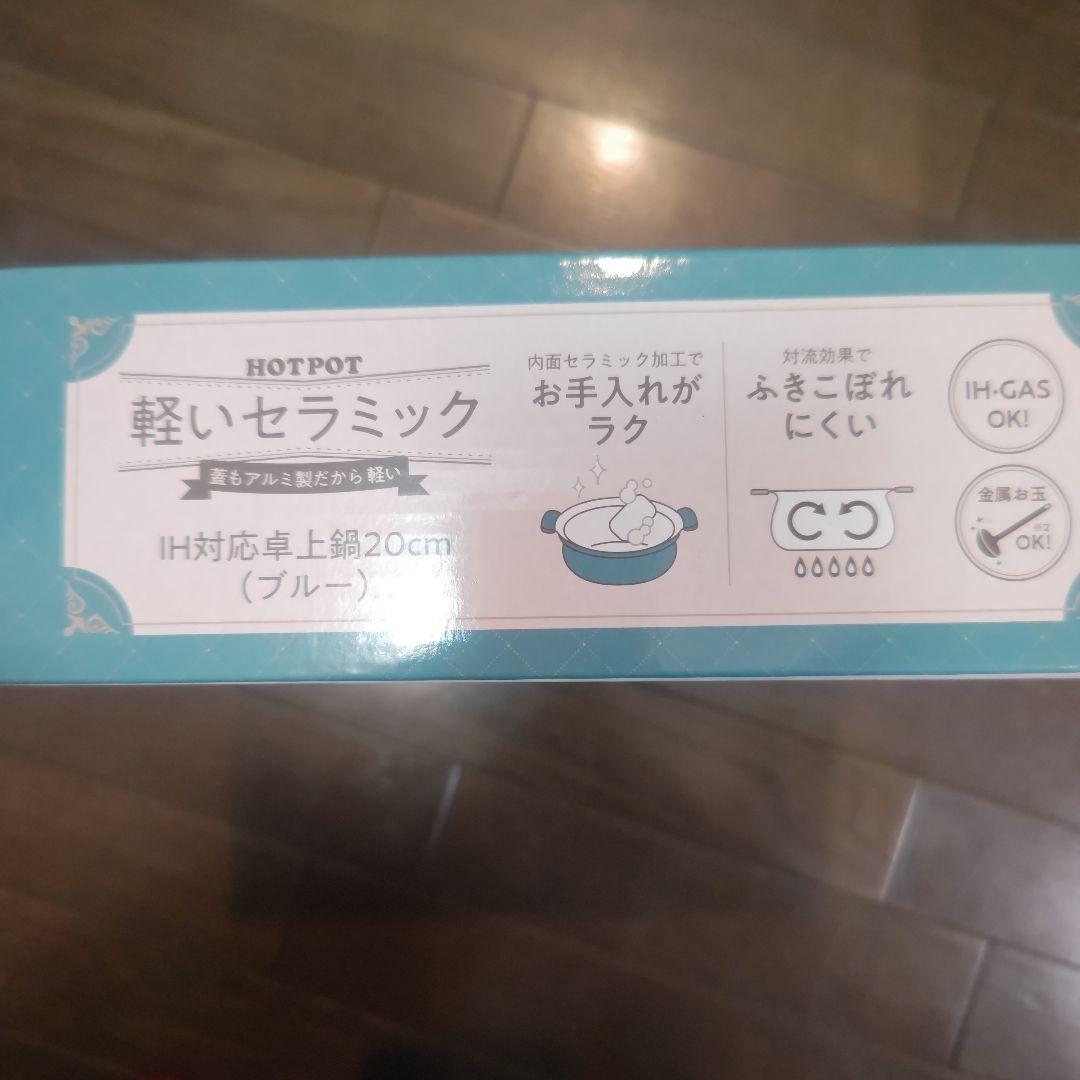 HOT POT
軽いセラミック
蓋もアルミ製だから軽い
IH対応卓上鍋20cm
(ブルー)
内面セラミック加工で
お手入れが
ラク
対流効果で
ふきこぼれ
にくい
IH・GAS
OK!
金属お玉
※2
OK!